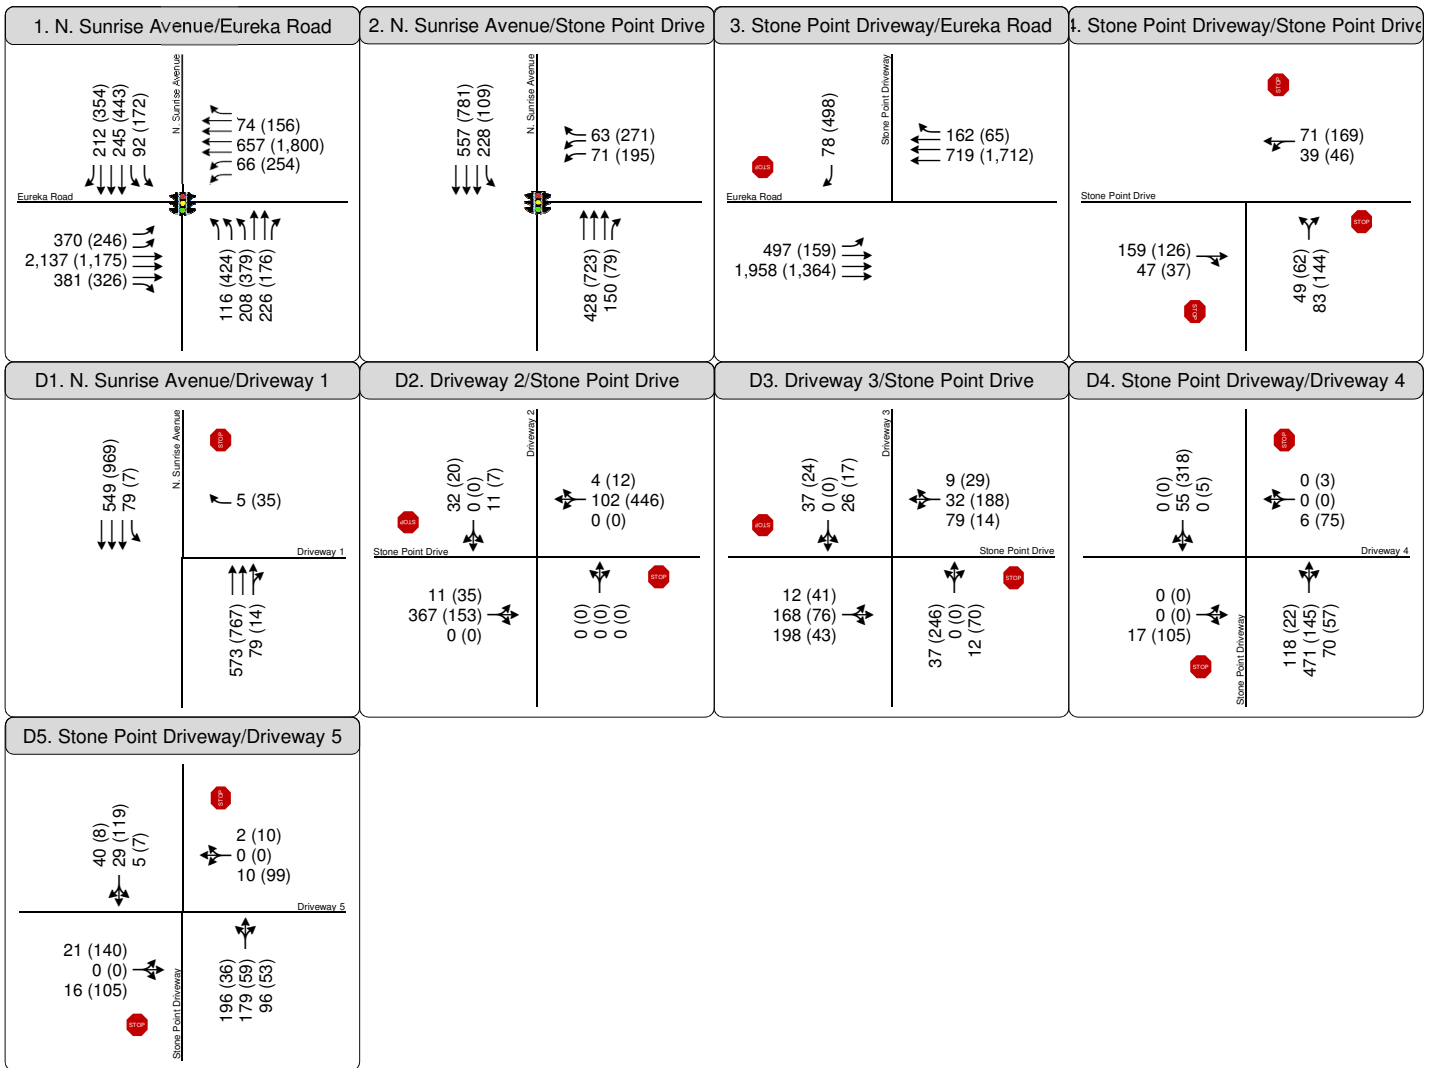 1. N. Sunrise Avenue/Eureka Road
N. Sunrise Avenue
212 (354)
245 (443)
92 (172)
74 (156)
657 (1,800)
66 (254)
Eureka Road
370 (246)
2,137 (1,175)
381 (326)
116 (424)
208 (379)
226 (176)
2. N. Sunrise Avenue/Stone Point Drive
N. Sunrise Avenue
557 (781)
228 (109)
63 (271)
71 (195)
428 (723)
150 (79)
3. Stone Point Driveway/Eureka Road
Stone Point Driveway
78 (498)
STOP
162 (65)
719 (1,712)
Eureka Road
497 (159)
1,958 (1,364)
4. Stone Point Driveway/Stone Point Drive
STOP
71 (169)
39 (46)
Stone Point Drive
STOP
159 (126)
47 (37)
STOP
49 (62)
83 (144)
D1. N. Sunrise Avenue/Driveway 1
N. Sunrise Avenue
549 (969)
79 (7)
STOP
5 (35)
Driveway 1
573 (767)
79 (14)
D2. Driveway 2/Stone Point Drive
Driveway 2
32 (20)
0 (0)
11 (7)
STOP
4 (12)
102 (446)
0 (0)
Stone Point Drive
STOP
11 (35)
367 (153)
0 (0)
0 (0)
0 (0)
0 (0)
D3. Driveway 3/Stone Point Drive
Driveway 3
37 (24)
0 (0)
26 (17)
STOP
9 (29)
32 (188)
79 (14)
Stone Point Drive
STOP
12 (41)
168 (76)
198 (43)
37 (246)
0 (0)
12 (70)
D4. Stone Point Driveway/Driveway 4
0 (0)
55 (318)
0 (5)
STOP
0 (3)
0 (0)
6 (75)
Driveway 4
0 (0)
0 (0)
17 (105)
STOP
Stone Point Driveway
118 (22)
471 (145)
70 (57)
D5. Stone Point Driveway/Driveway 5
40 (8)
29 (119)
5 (7)
STOP
2 (10)
0 (0)
10 (99)
Driveway 5
21 (140)
0 (0)
16 (105)
STOP
Stone Point Driveway
196 (36)
179 (59)
96 (53)